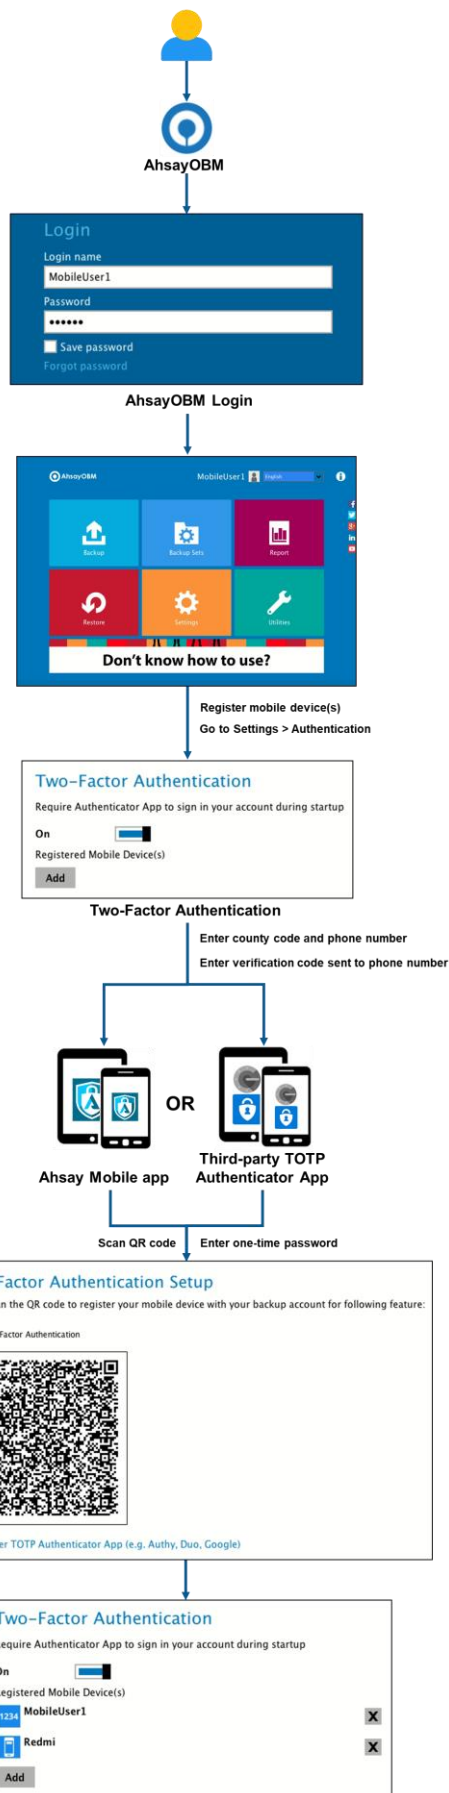 AhsayOBM
Login
Login name
MobileUser1
Password
Save password
Forgot password
AhsayOBM Login
AhsayOBM
MobileUser1
English
Backup
Backup Sets
Report
Restore
Settings
Utilities
Don't know how to use?
Register mobile device(s)
Go to Settings > Authentication
Two-Factor Authentication
Require Authenticator App to sign in your account during startup
On
Registered Mobile Device(s)
Add
Two-Factor Authentication
Enter county code and phone number
Enter verification code sent to phone number
OR
Ahsay Mobile app
Third-party TOTP
Authenticator App
Scan QR code
Enter one-time password
Factor Authentication Setup
the QR code to register your mobile device with your backup account for following feature:
Factor Authentication
TOTP Authenticator App (e.g. Authy, Duo, Google)
Two-Factor Authentication
Require Authenticator App to sign in your account during startup
On
Registered Mobile Device(s)
1234 MobileUser1 X
Redmi X
Add